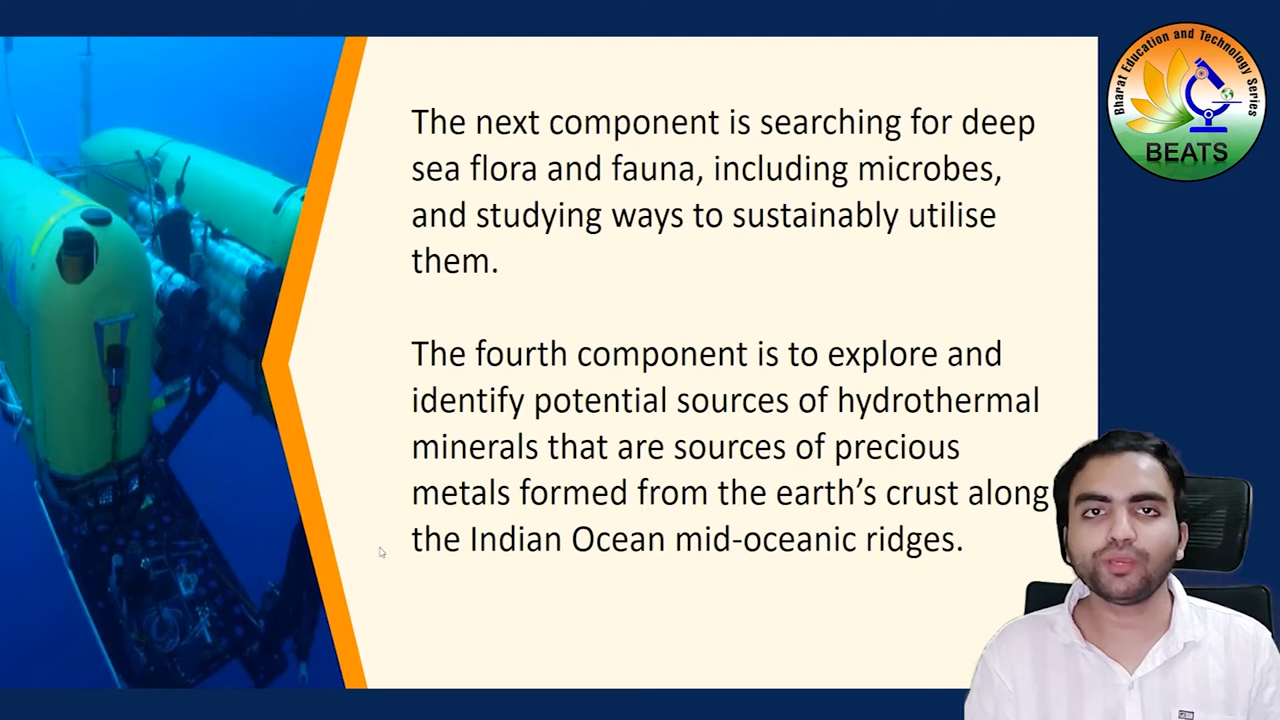 The next component is searching for deep
sea flora and fauna, including microbes,
and studying ways to sustainably utilise
them.
The fourth component is to explore and
identify potential sources of hydrothermal
minerals that are sources of precious
metals formed from the earth’s crust along
the Indian Ocean mid-oceanic ridges.
Bharat Education and Technology Series
BEATS